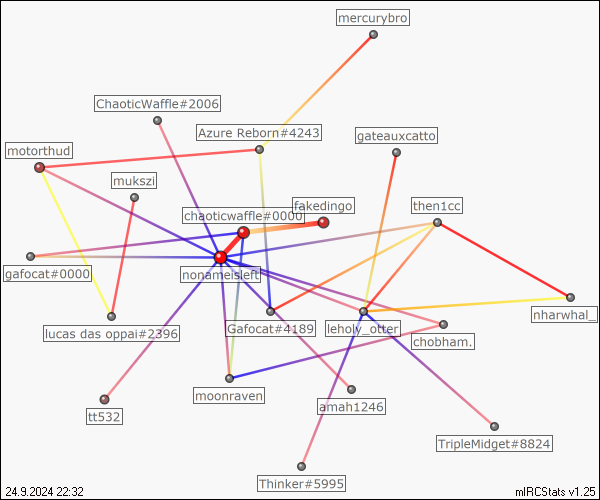 mercurybro
ChaoticWaffle#2006
Azure Reborn#4243
gateauxcatto
motorthud
mukszi
fakedingo
then1cc
chaoticwaffle#0000
gafocat#0000
nonameisleft
nharwhal_
lucas das oppai#2396
Gafocat#4189
leholy_otter
chobham.
moonraven
amah1246
tt532
TripleMidget#8824
Thinker#5995
24.9.2024 22:32
mIRCStats v1.25